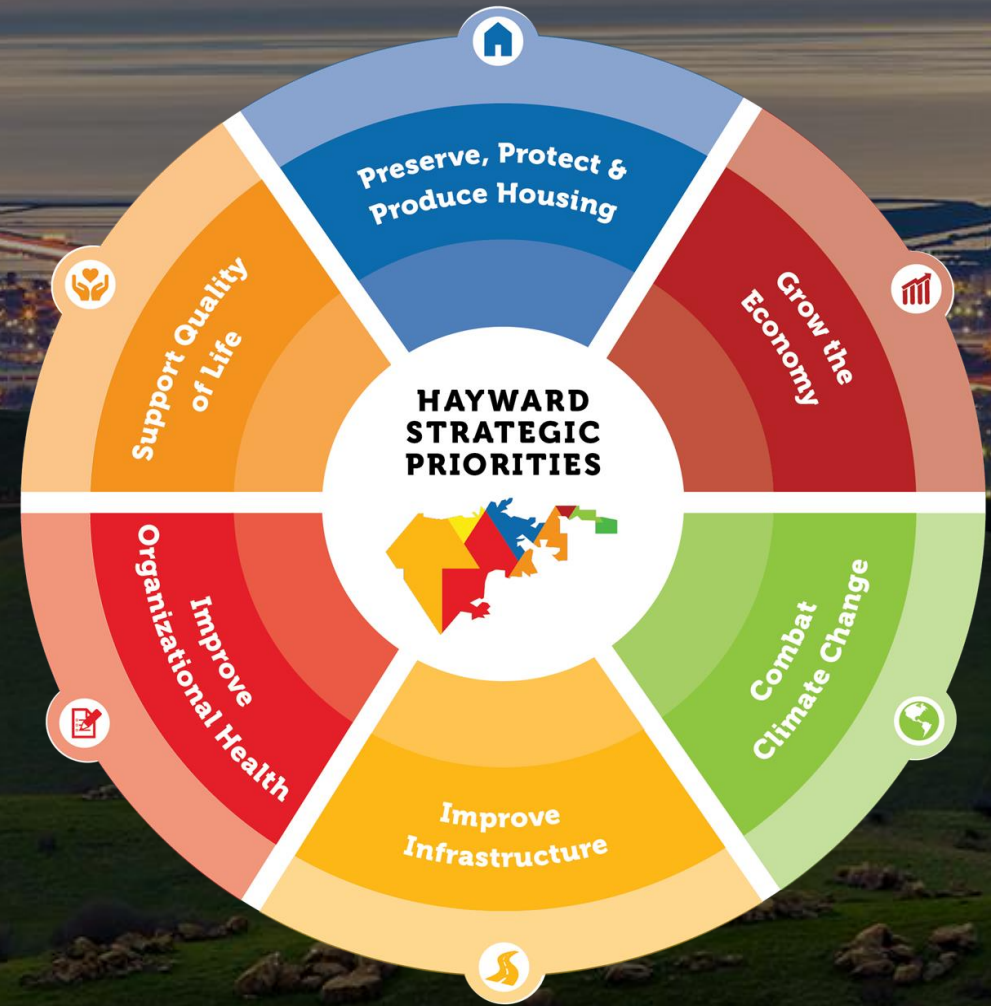 HAYWARD
STRATEGIC
PRIORITIES
Preserve, Protect &
Produce Housing
Grow the
Economy
Combat
Climate Change
Improve
Infrastructure
Improve
Organizational Health
Support Quality
of Life